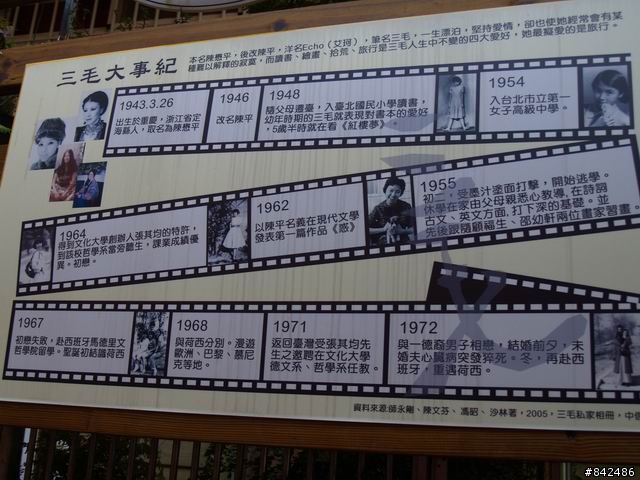 三毛大事紀
本名陳懋平，後改陳平，洋名Echo（艾珂），筆名三毛，一生漂泊，堅持愛情，卻也使她經常會有某
種難以解釋的寂寞，而讀書、繪畫、拾荒、旅行是三毛人生中不變的四大愛好，她最癡愛的是旅行。
1943.3.26
出生於重慶，浙江省定
海縣人，取名為陳懋平
1946
改名陳平
1948
隨父母遷臺，入臺北國民小學讀書，
幼年時期的三毛就表現對書本的愛好
，5歲半時就在看《紅樓夢》。
1954
入台北市立第一
女子高級中學。
1955
初二，受墨汁塗面打擊，開始逃學。
休學在家由父母親悉心教導，在詩詞
古文、英文方面，打下深的基礎。並
先後跟隨顧福生、邵幼軒兩位畫家習畫。
1962
以陳平名義在現代文學
發表第一篇作品《惑》
1964
得到文化大學創辦人張其均的特許，
到該校哲學系當旁聽生，課業成績優
異。初戀。
1967
初戀失敗，赴西班牙馬德里文
哲學院留學。聖誕初結識荷西
1968
與荷西分別。漫遊
歐洲、巴黎、慕尼
克等地。
1971
返回臺灣受張其均先
生之邀聘在文化大學
德文系、哲學系任教。
1972
與一德裔男子相戀，結婚前夕，未
婚夫心臟病突發猝死。冬，再赴西
班牙，重遇荷西。
資料來源:師永剛、陳文芬、馮昭、沙林著，2005，三毛私家相冊，中信
#842486